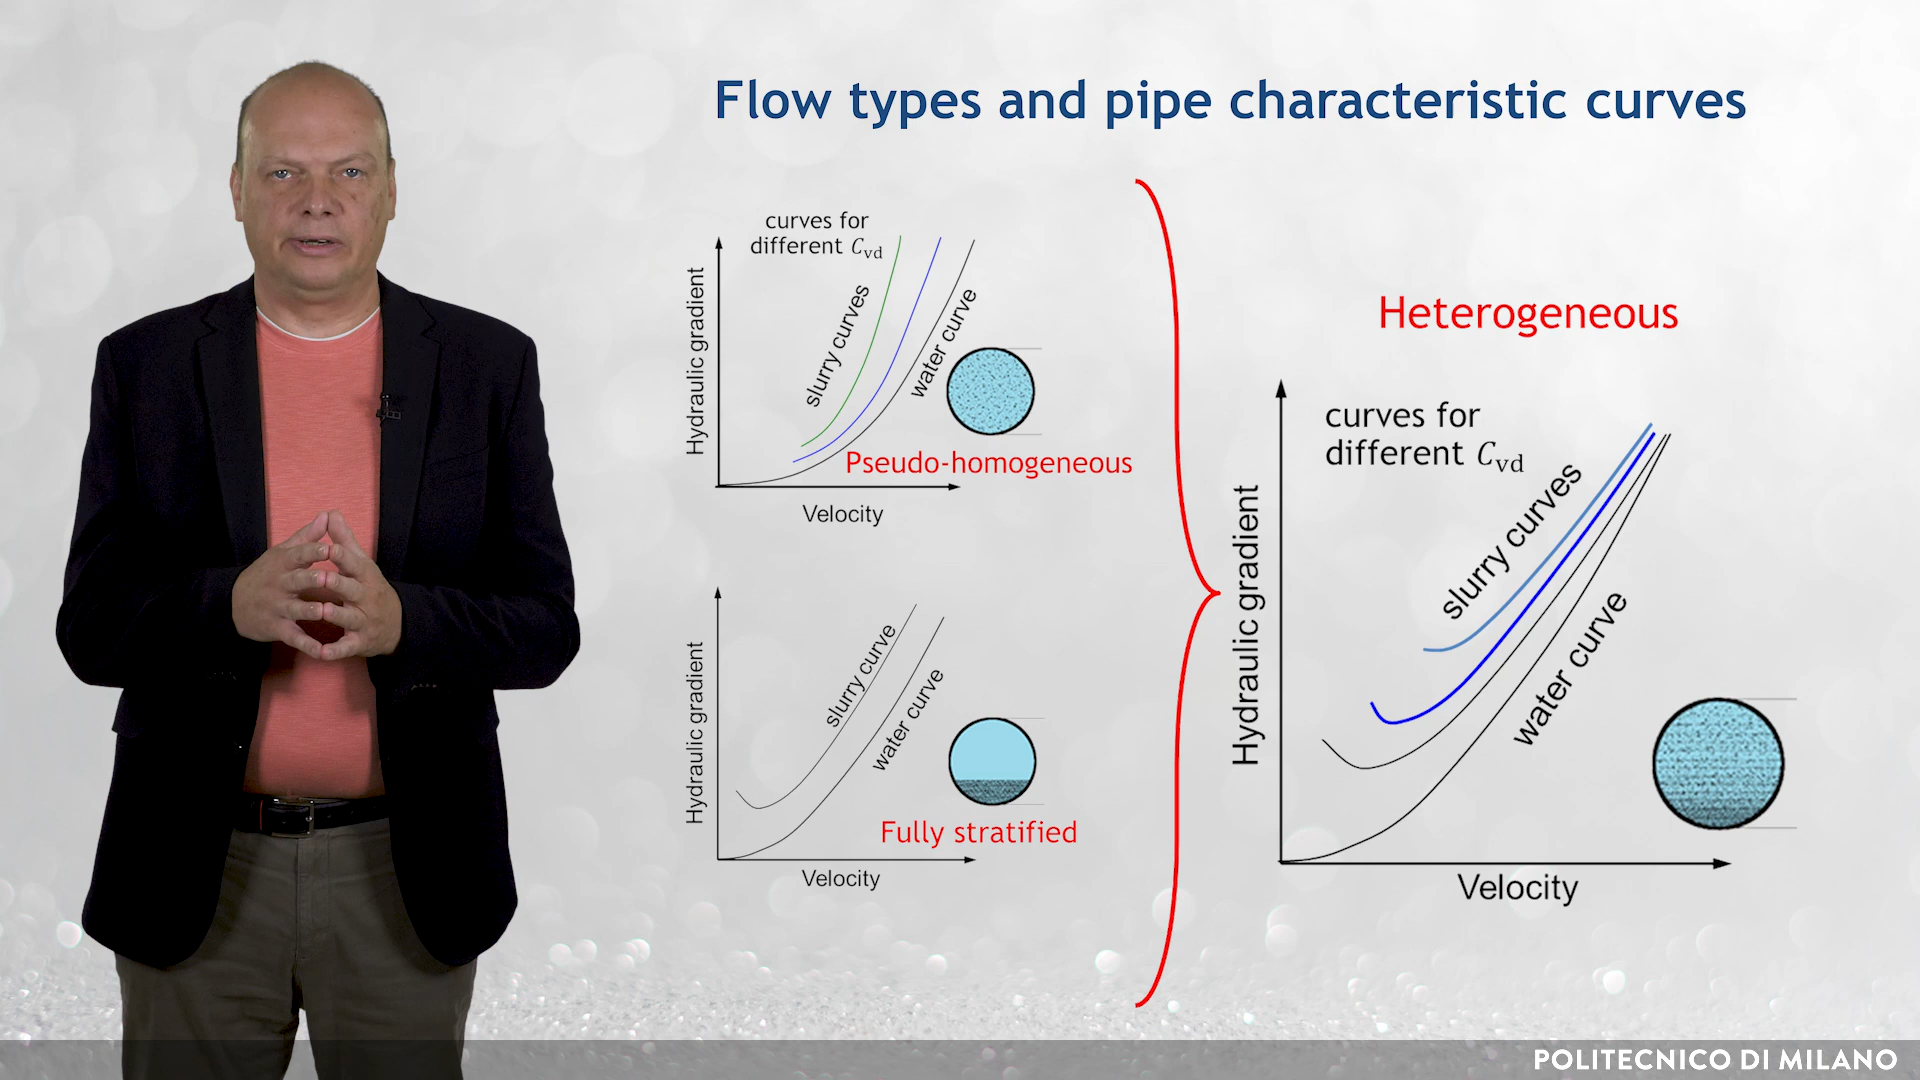 Flow types and pipe characteristic curves
curves for
different Cvd
slurry curves
water curve
Hydraulic gradient
Pseudo-homogeneous
Velocity
slurry curve
water curve
Hydraulic gradient
Fully stratified
Velocity
Heterogeneous
curves for
different Cvd
slurry curves
water curve
Hydraulic gradient
Velocity
POLITECNICO DI MILANO